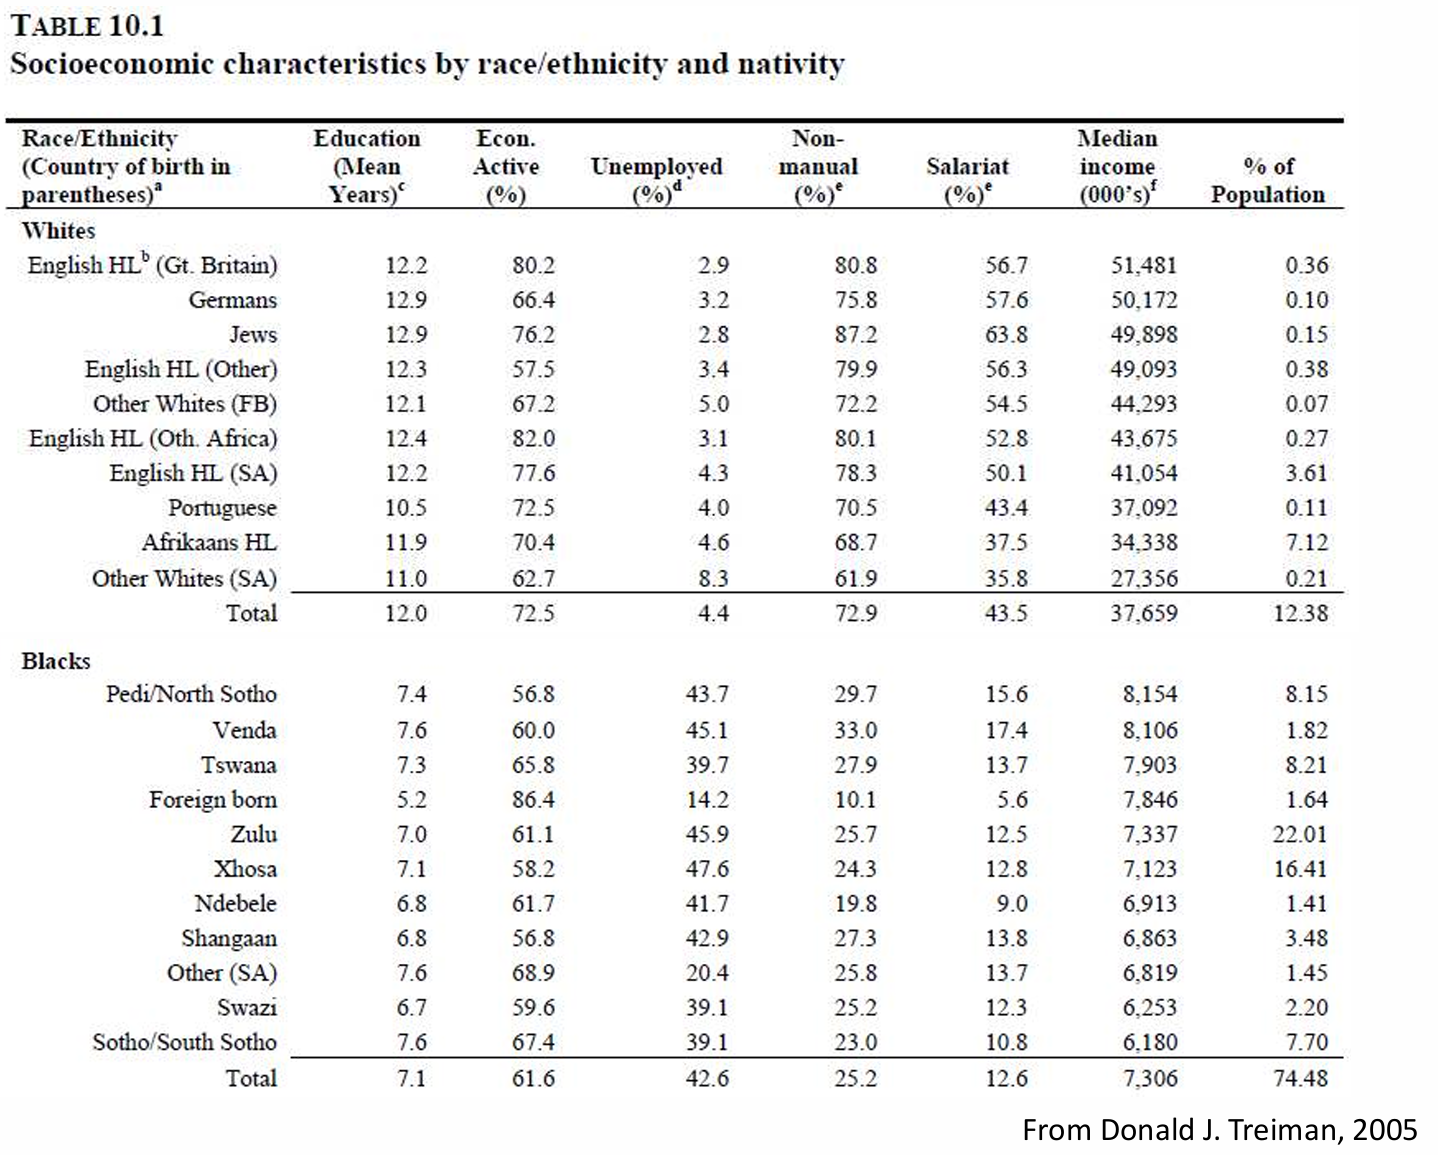 TABLE 10.1
Socioeconomic characteristics by race/ethnicity and nativity
Race/Ethnicity (Country of birth in parentheses)a Education (Mean Years)c Econ. Active (%) Unemployed (%)d Non-manual (%)e Salariat (%)e Median income (000's)f % of Population
Whites
English HLb (Gt. Britain) 12.2 80.2 2.9 80.8 56.7 51,481 0.36
Germans 12.9 66.4 3.2 75.8 57.6 50,172 0.10
Jews 12.9 76.2 2.8 87.2 63.8 49,898 0.15
English HL (Other) 12.3 57.5 3.4 79.9 56.3 49,093 0.38
Other Whites (FB) 12.1 67.2 5.0 72.2 54.5 44,293 0.07
English HL (Oth. Africa) 12.4 82.0 3.1 80.1 52.8 43,675 0.27
English HL (SA) 12.2 77.6 4.3 78.3 50.1 41,054 3.61
Portuguese 10.5 72.5 4.0 70.5 43.4 37,092 0.11
Afrikaans HL 11.9 70.4 4.6 68.7 37.5 34,338 7.12
Other Whites (SA) 11.0 62.7 8.3 61.9 35.8 27,356 0.21
Total 12.0 72.5 4.4 72.9 43.5 37,659 12.38
Blacks
Pedi/North Sotho 7.4 56.8 43.7 29.7 15.6 8,154 8.15
Venda 7.6 60.0 45.1 33.0 17.4 8,106 1.82
Tswana 7.3 65.8 39.7 27.9 13.7 7,903 8.21
Foreign born 5.2 86.4 14.2 10.1 5.6 7,846 1.64
Zulu 7.0 61.1 45.9 25.7 12.5 7,337 22.01
Xhosa 7.1 58.2 47.6 24.3 12.8 7,123 16.41
Ndebele 6.8 61.7 41.7 19.8 9.0 6,913 1.41
Shangaan 6.8 56.8 42.9 27.3 13.8 6,863 3.48
Other (SA) 7.6 68.9 20.4 25.8 13.7 6,819 1.45
Swazi 6.7 59.6 39.1 25.2 12.3 6,253 2.20
Sotho/South Sotho 7.6 67.4 39.1 23.0 10.8 6,180 7.70
Total 7.1 61.6 42.6 25.2 12.6 7,306 74.48
From Donald J. Treiman, 2005